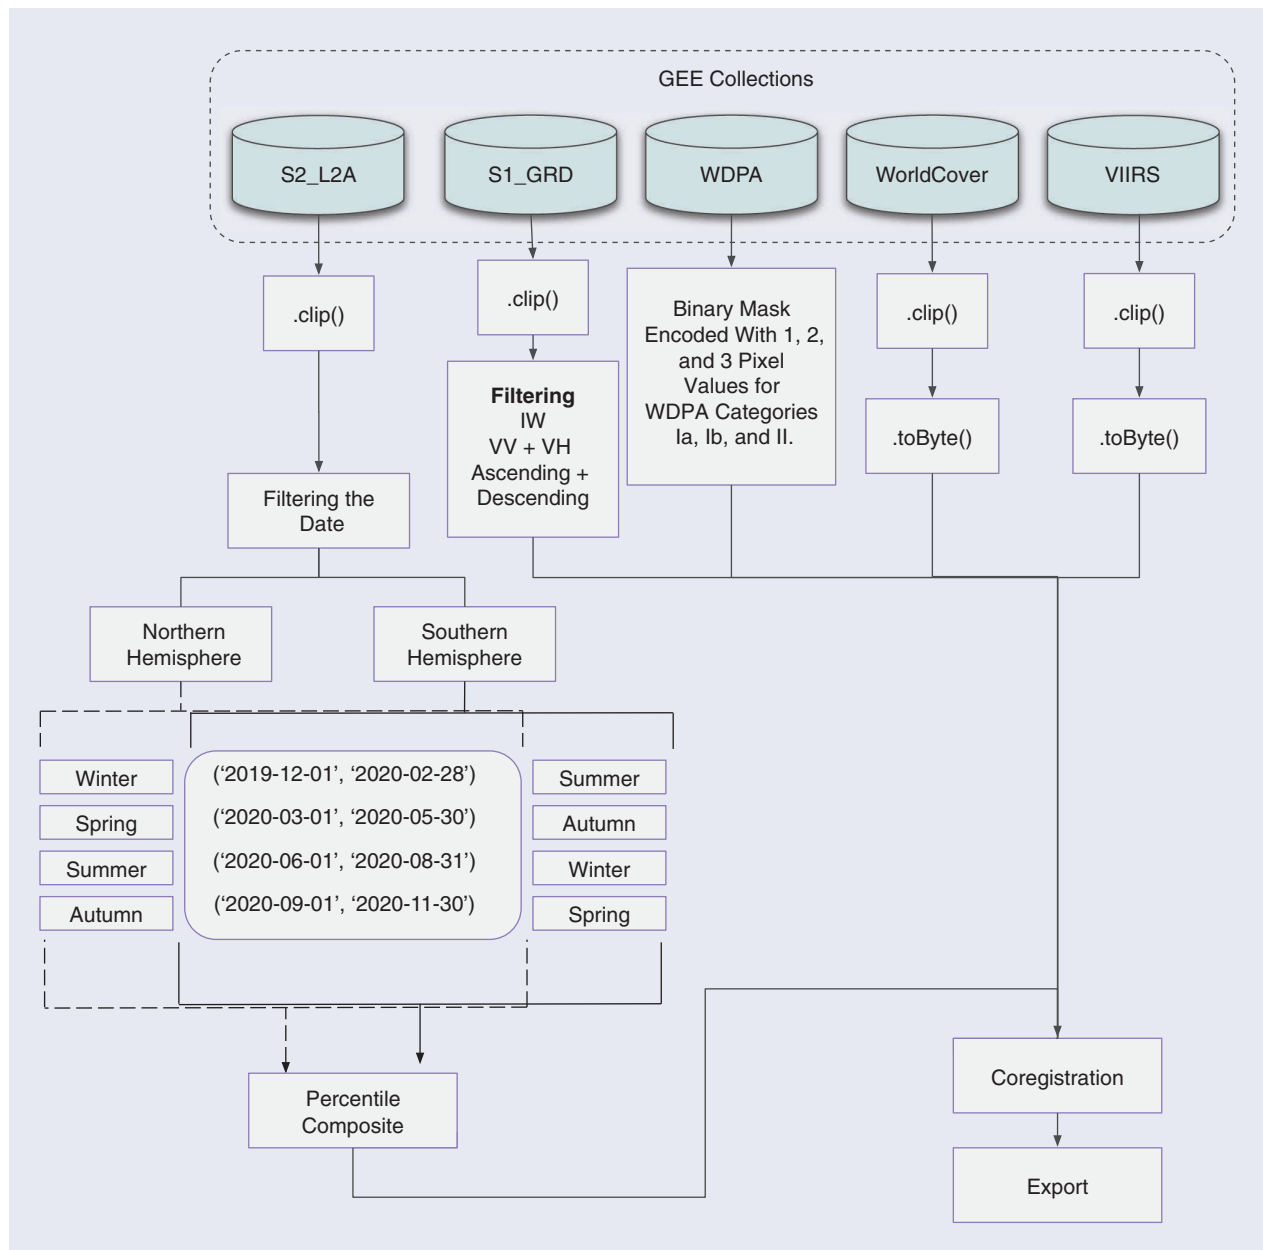 GEE Collections
S2_L2A
S1_GRD
WDPA
WorldCover
VIIRS
.clip()
.clip()
Binary Mask
Encoded With 1, 2,
and 3 Pixel
Values for
WDPA Categories
Ia, Ib, and II.
.clip()
.clip()
Filtering
IW
VV + VH
Ascending +
Descending
.toByte()
.toByte()
Filtering the
Date
Northern
Hemisphere
Southern
Hemisphere
Winter
(‘2019-12-01’, ‘2020-02-28’)
Summer
Spring
(‘2020-03-01’, ‘2020-05-30’)
Autumn
Summer
(‘2020-06-01’, ‘2020-08-31’)
Winter
Autumn
(‘2020-09-01’, ‘2020-11-30’)
Spring
Percentile
Composite
Coregistration
Export